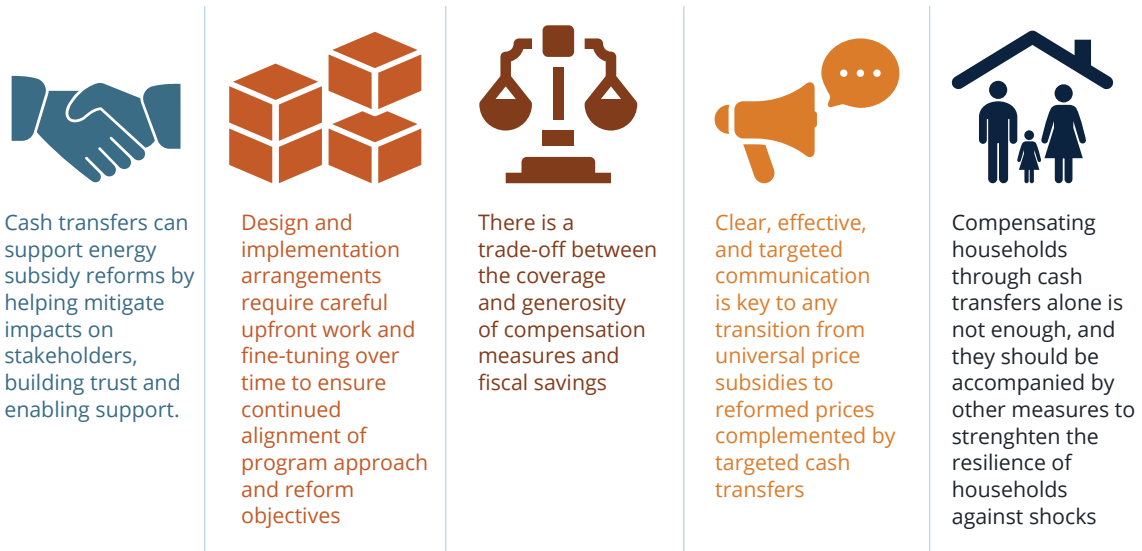 Cash transfers can
support energy
subsidy reforms by
helping mitigate
impacts on
stakeholders,
building trust and
enabling support.
Design and
implementation
arrangements
require careful
upfront work and
fine-tuning over
time to ensure
continued
alignment of
program approach
and reform
objectives
There is a
trade-off between
the coverage
and generosity
of compensation
measures and
fiscal savings
Clear, effective,
and targeted
communication
is key to any
transition from
universal price
subsidies to
reformed prices
complemented by
targeted cash
transfers
Compensating
households
through cash
transfers alone is
not enough, and
they should be
accompanied by
other measures to
strenghten the
resilience of
households
against shocks